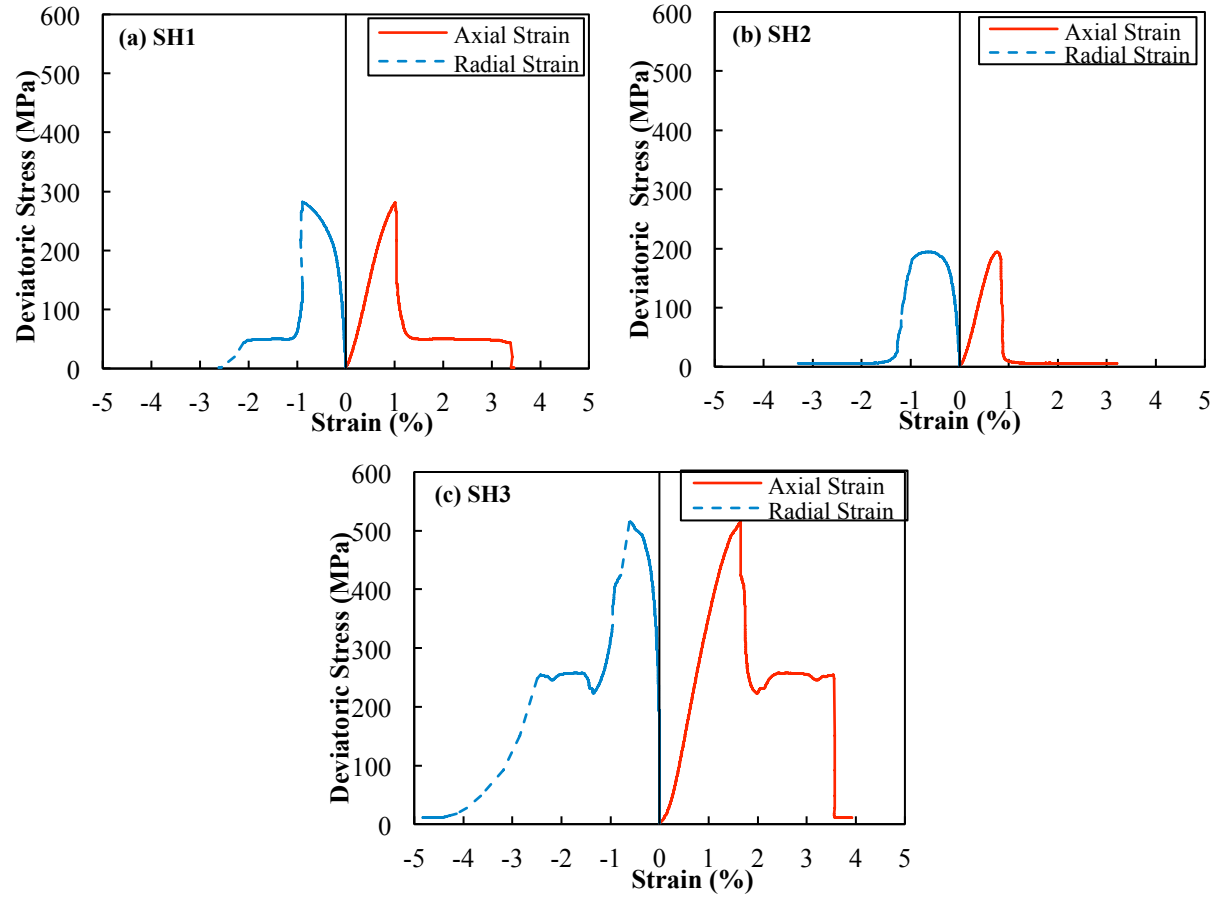 (a) SH1
Axial Strain
Radial Strain
Deviatoric Stress (MPa)
600
500
400
300
200
100
0
-5 -4 -3 -2 -1 0 1 2 3 4 5
Strain (%)
(b) SH2
Axial Strain
Radial Strain
Deviatoric Stress (MPa)
600
500
400
300
200
100
0
-5 -4 -3 -2 -1 0 1 2 3 4 5
Strain (%)
(c) SH3
Axial Strain
Radial Strain
Deviatoric Stress (MPa)
600
500
400
300
200
100
0
-5 -4 -3 -2 -1 0 1 2 3 4 5
Strain (%)